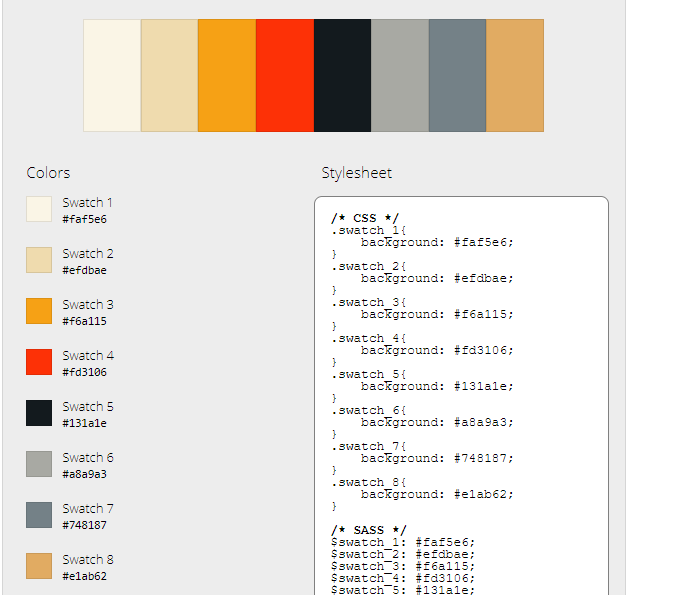 Colors
Swatch 1
#faf5e6
Swatch 2
#efdbae
Swatch 3
#f6a115
Swatch 4
#fd3106
Swatch 5
#131a1e
Swatch 6
#a8a9a3
Swatch 7
#748187
Swatch 8
#e1ab62
Stylesheet
/* CSS */
.swatch_1{
background: #faf5e6;
}
.swatch_2{
background: #efdbae;
}
.swatch_3{
background: #f6a115;
}
.swatch_4{
background: #fd3106;
}
.swatch_5{
background: #131a1e;
}
.swatch_6{
background: #a8a9a3;
}
.swatch_7{
background: #748187;
}
.swatch_8{
background: #e1ab62;
}
/* SASS */
$swatch_1: #faf5e6;
$swatch_2: #efdbae;
$swatch_3: #f6a115;
$swatch_4: #fd3106;
$swatch_5: #131a1e;